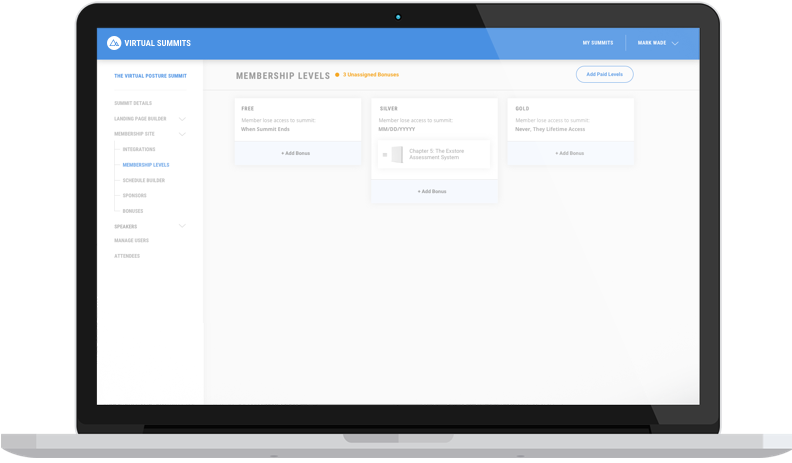 VIRTUAL SUMMITS
MY SUMMITS
MARK WADE
THE VIRTUAL POSTURE SUMMIT
SUMMIT DETAILS
LANDING PAGE BUILDER
MEMBERSHIP SITE
INTEGRATIONS
MEMBERSHIP LEVELS
SCHEDULE BUILDER
SPONSORS
BONUSES
SPEAKERS
MANAGE USERS
ATTENDEES
MEMBERSHIP LEVELS
3 Unassigned Bonuses
Add Paid Levels
FREE
Member lose access to summit:
When Summit Ends
+ Add Bonus
SILVER
Member lose access to summit:
MM/DD/YYYYY
Chapter 5: The Exsture
Assessment System
+ Add Bonus
GOLD
Member lose access to summit:
Never, They Lifetime Access
+ Add Bonus